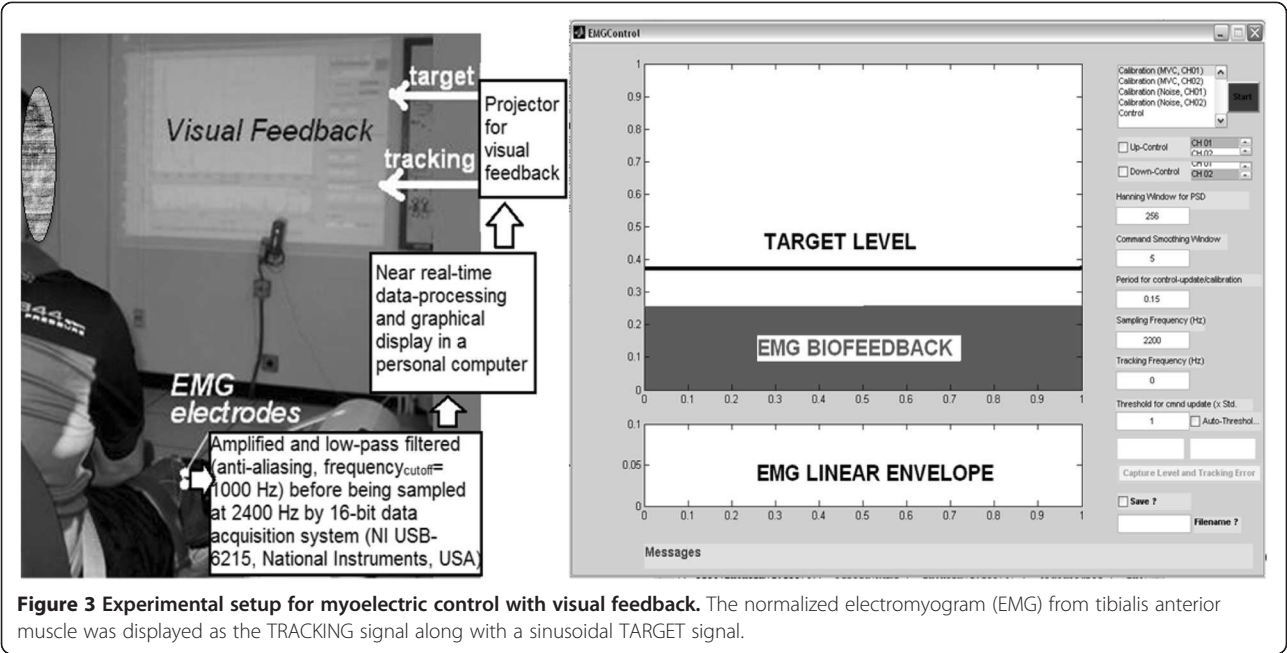 target
Visual Feedback
tracking
Projector
for
visual
feedback
Near real-time
data-processing
and graphical
display in a
personal computer
344
PRESSURE
EMG
electrodes
Amplified and low-pass filtered
(anti-aliasing, frequencycutoff=
1000 Hz) before being sampled
at 2400 Hz by 16-bit data
acquisition system (NI USB-
6215, National Instruments, USA)
EMGControl
1
0.9
0.8
0.7
0.6
0.5
0.4
0.3
0.2
0.1
0
TARGET LEVEL
EMG BIOFEEDBACK
0 0.1 0.2 0.3 0.4 0.5 0.6 0.7 0.8 0.9 1
0.1
0.05
0
EMG LINEAR ENVELOPE
0 0.1 0.2 0.3 0.4 0.5 0.6 0.7 0.8 0.9 1
Messages
Calibration (MVC, CH01)
Calibration (MVC, CH02)
Calibration (Noise, CH01)
Calibration (Noise, CH02)
Control
Start
Up-Control
CH 01
CH 02
Down-Control
CH 01
CH 02
Hanning Window for PSD
256
Command Smoothing Window
5
Period for control-update/calibration
0.15
Sampling Frequency (Hz)
2200
Tracking Frequency (Hz)
0
Threshold for cmnd update (x Std.
1
Auto-Threshol...
Capture Level and Tracking Error
Save ?
Filename ?
Figure 3 Experimental setup for myoelectric control with visual feedback. The normalized electromyogram (EMG) from tibialis anterior
muscle was displayed as the TRACKING signal along with a sinusoidal TARGET signal.